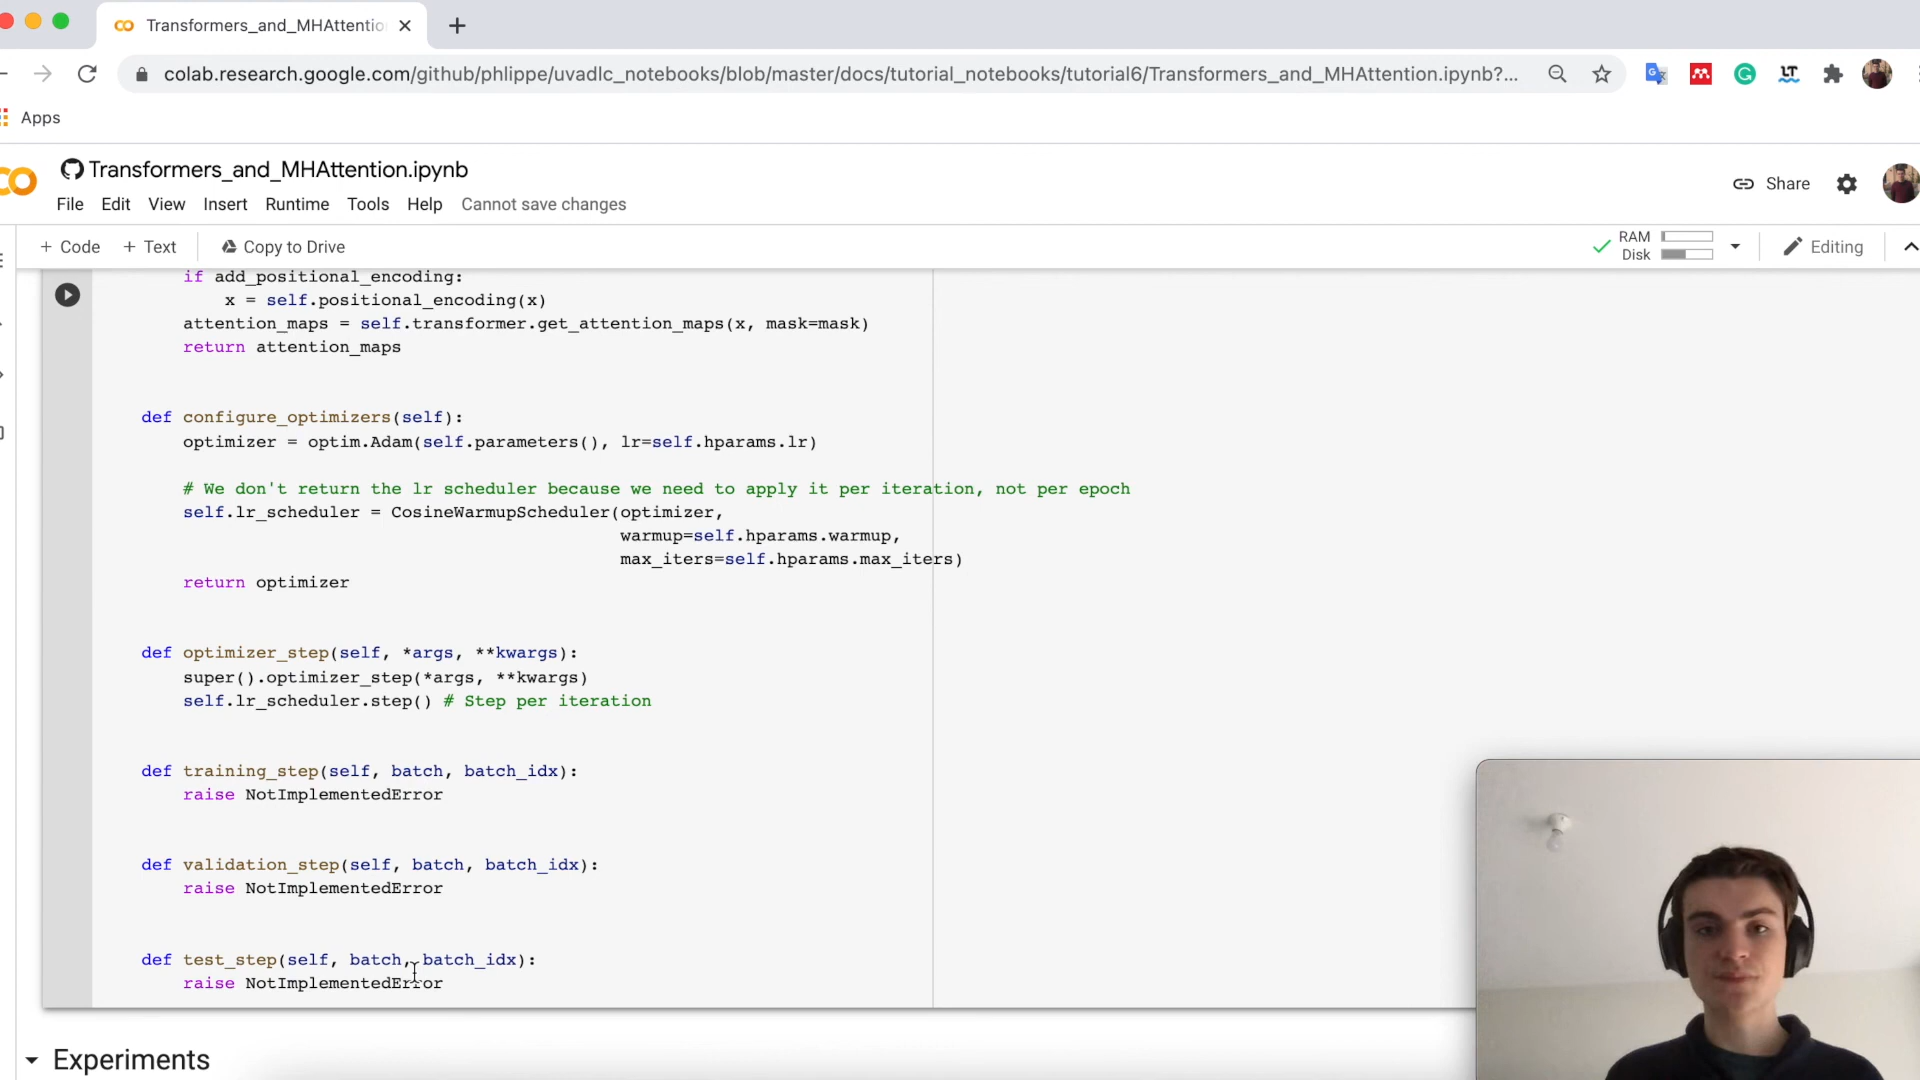 Transformers_and_MHAttentio
colab.research.google.com/github/phlippe/uvadlc_notebooks/blob/master/docs/tutorial_notebooks/tutorial6/Transformers_and_MHAttention.ipynb?...
Apps
Transformers_and_MHAttention.ipynb
Share
File Edit View Insert Runtime Tools Help Cannot save changes
+ Code + Text Copy to Drive
RAM
Disk
Editing
if add_positional_encoding:
x = self.positional_encoding(x)
attention_maps = self.transformer.get_attention_maps(x, mask=mask)
return attention_maps
def configure_optimizers(self):
optimizer = optim.Adam(self.parameters(), lr=self.hparams.lr)
# We don't return the lr scheduler because we need to apply it per iteration, not per epoch
self.lr_scheduler = CosineWarmupScheduler(optimizer,
warmup=self.hparams.warmup,
max_iters=self.hparams.max_iters)
return optimizer
def optimizer_step(self, *args, **kwargs):
super().optimizer_step(*args, **kwargs)
self.lr_scheduler.step() # Step per iteration
def training_step(self, batch, batch_idx):
raise NotImplementedError
def validation_step(self, batch, batch_idx):
raise NotImplementedError
def test_step(self, batch, batch_idx):
raise NotImplementedError
Experiments